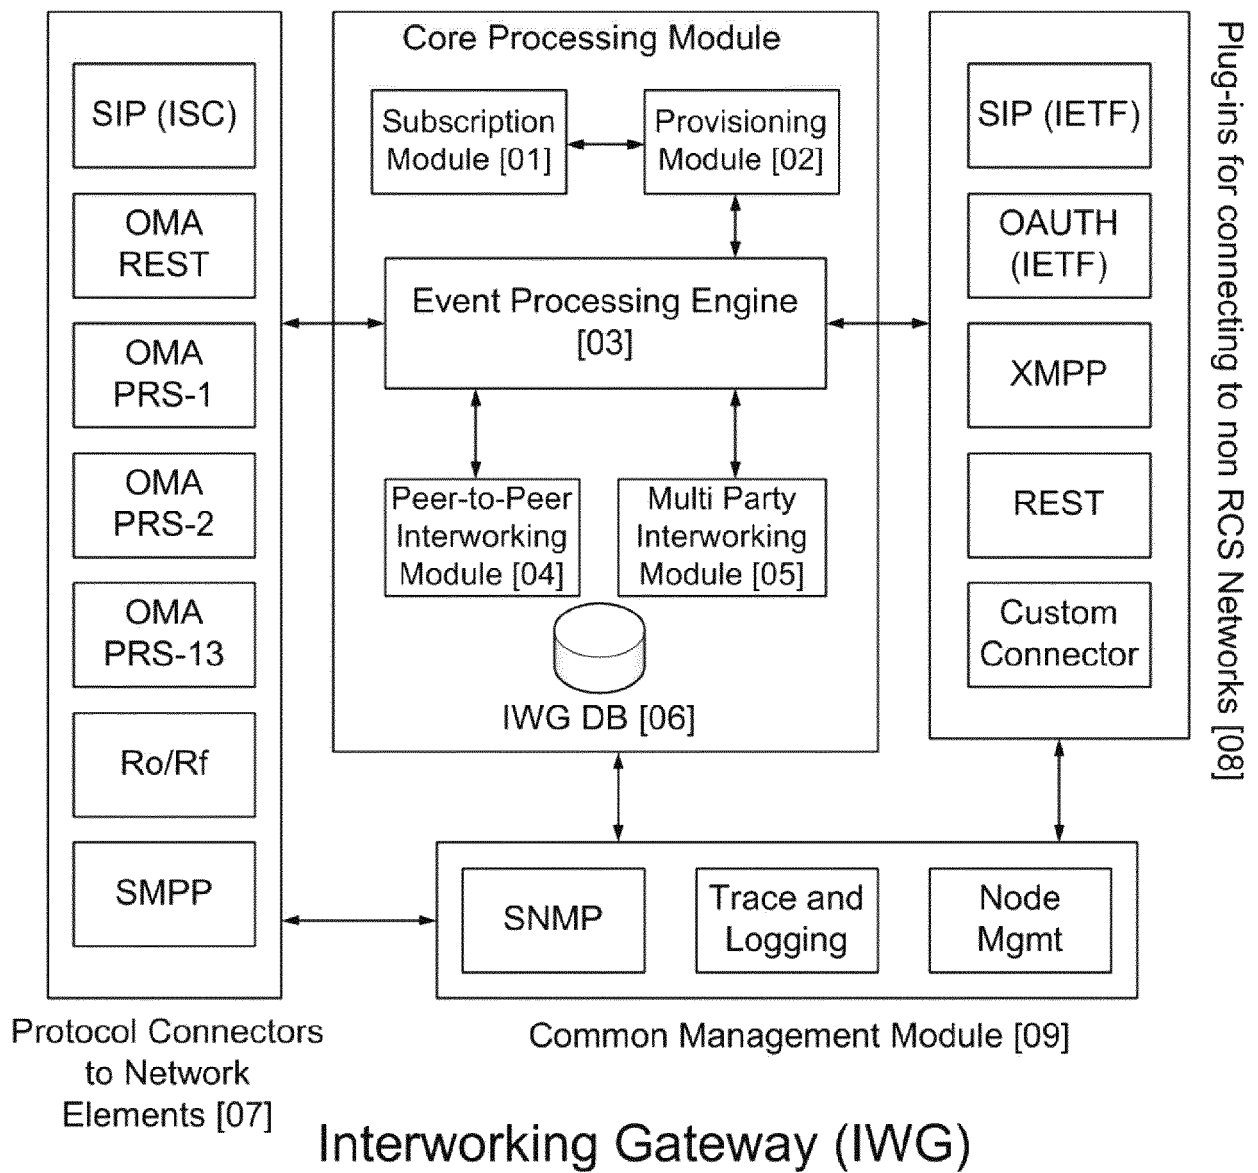 SIP (ISC)
OMA
REST
OMA
PRS-1
OMA
PRS-2
OMA
PRS-13
Ro/Rf
SMPP
Protocol Connectors
to Network
Elements [07]
Core Processing Module
Subscription
Module [01]
Provisioning
Module [02]
Event Processing Engine
[03]
Peer-to-Peer
Interworking
Module [04]
Multi Party
Interworking
Module [05]
IWG DB [06]
SIP (IETF)
OAUTH
(IETF)
XMPP
REST
Custom
Connector
Plug-ins for connecting to non RCS Networks [08]
SNMP
Trace and
Logging
Node
Mgmt
Common Management Module [09]
Interworking Gateway (IWG)